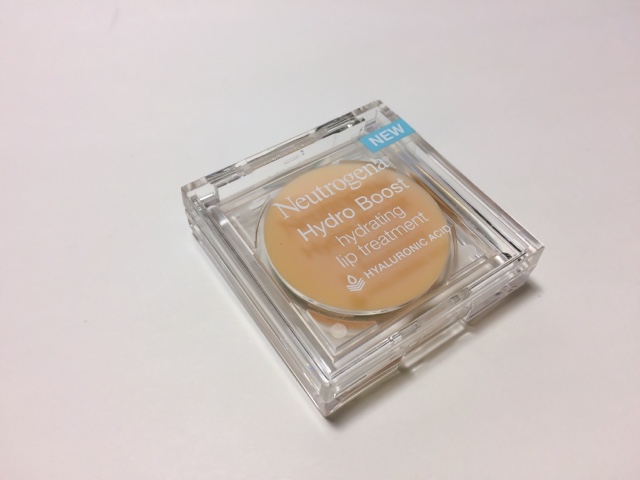 NEW
Neutrogena
Hydro Boost
hydrating
lip treatment
HYALURONIC ACID